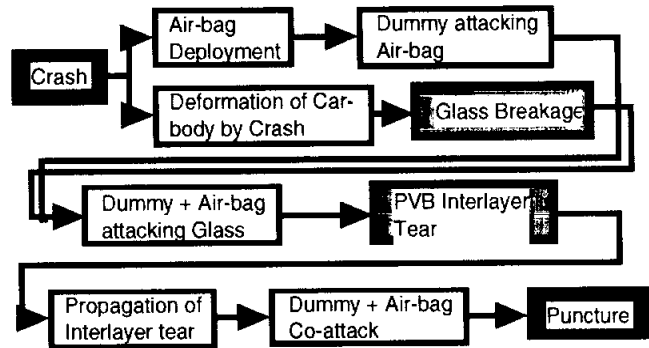 Air-bag
Deployment
Dummy attacking
Air-bag
Crash
Deformation of Car-
body by Crash
Glass Breakage
Dummy + Air-bag
attacking Glass
PVB Interlayer
Tear
Propagation of
Interlayer tear
Dummy + Air-bag
Co-attack
Puncture